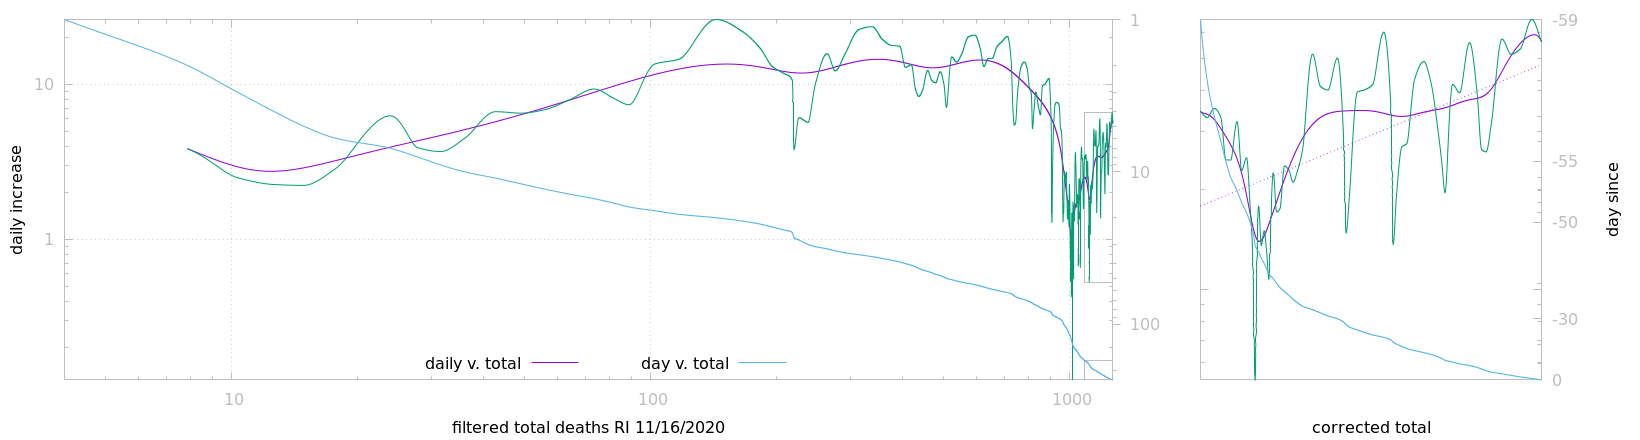 daily increase
10
1
daily v. total
day v. total
10
100
1000
filtered total deaths RI 11/16/2020
1
10
100
day since
-59
-55
-50
-30
0
corrected total